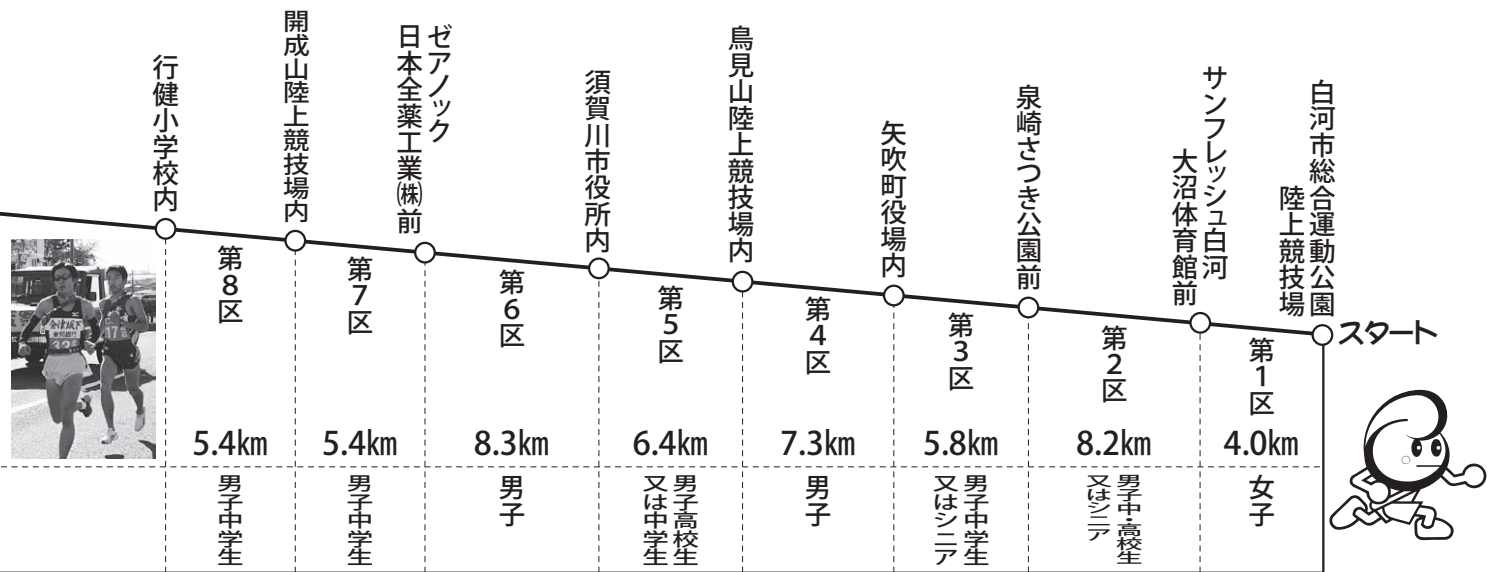 白河市総合運動公園
陸上競技場
スタート
サンフレッシュ白河
大沼体育館前
泉崎さつき公園前
矢吹町役場内
鳥見山陸上競技場内
須賀川市役所内
ゼアノック
日本全薬工業㈱前
開成山陸上競技場内
行健小学校内
第1区
第2区
第3区
第4区
第5区
第6区
第7区
第8区
4.0km
8.2km
5.8km
7.3km
6.4km
8.3km
5.4km
5.4km
女子
男子中・高校生
又はシニア
男子中学生
又はシニア
男子
男子高校生
又は中学生
男子
男子中学生
男子中学生
会津坂下
17